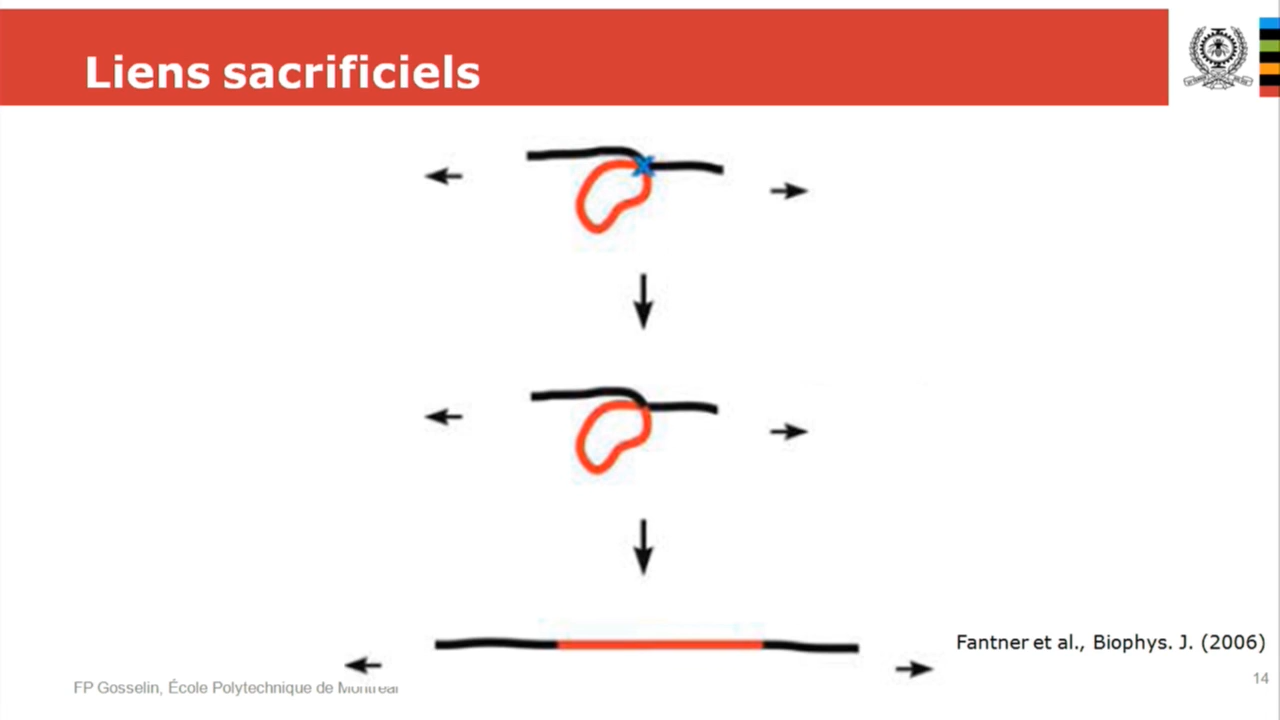 Liens sacrificiels
Fantner et al., Biophys. J. (2006)
FP Gosselin, École Polytechnique de Montréal
14